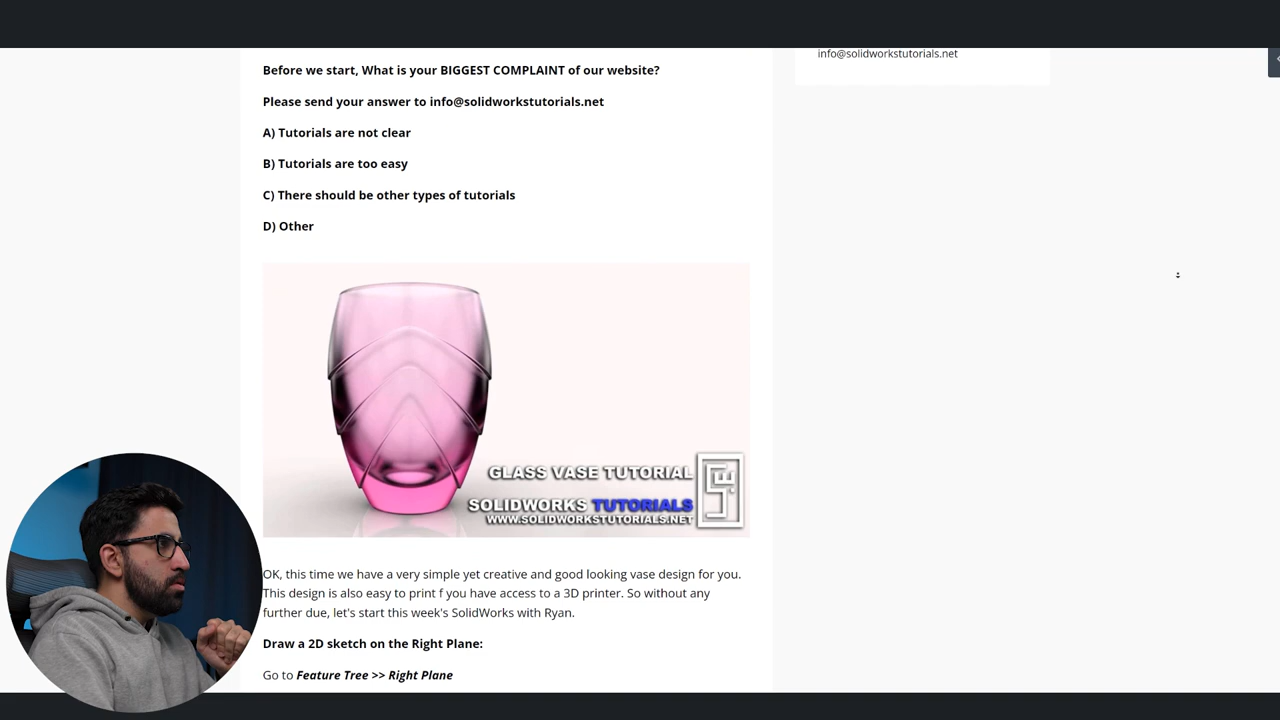 info@solidworkstutorials.net
Before we start, What is your BIGGEST COMPLAINT of our website?
Please send your answer to info@solidworkstutorials.net
A) Tutorials are not clear
B) Tutorials are too easy
C) There should be other types of tutorials
D) Other
GLASS VASE TUTORIAL
SOLIDWORKS TUTORIALS
WWW.SOLIDWORKSTUTORIALS.NET
OK, this time we have a very simple yet creative and good looking vase design for you.
This design is also easy to print f you have access to a 3D printer. So without any
further due, let's start this week's SolidWorks with Ryan.
Draw a 2D sketch on the Right Plane:
Go to Feature Tree >> Right Plane